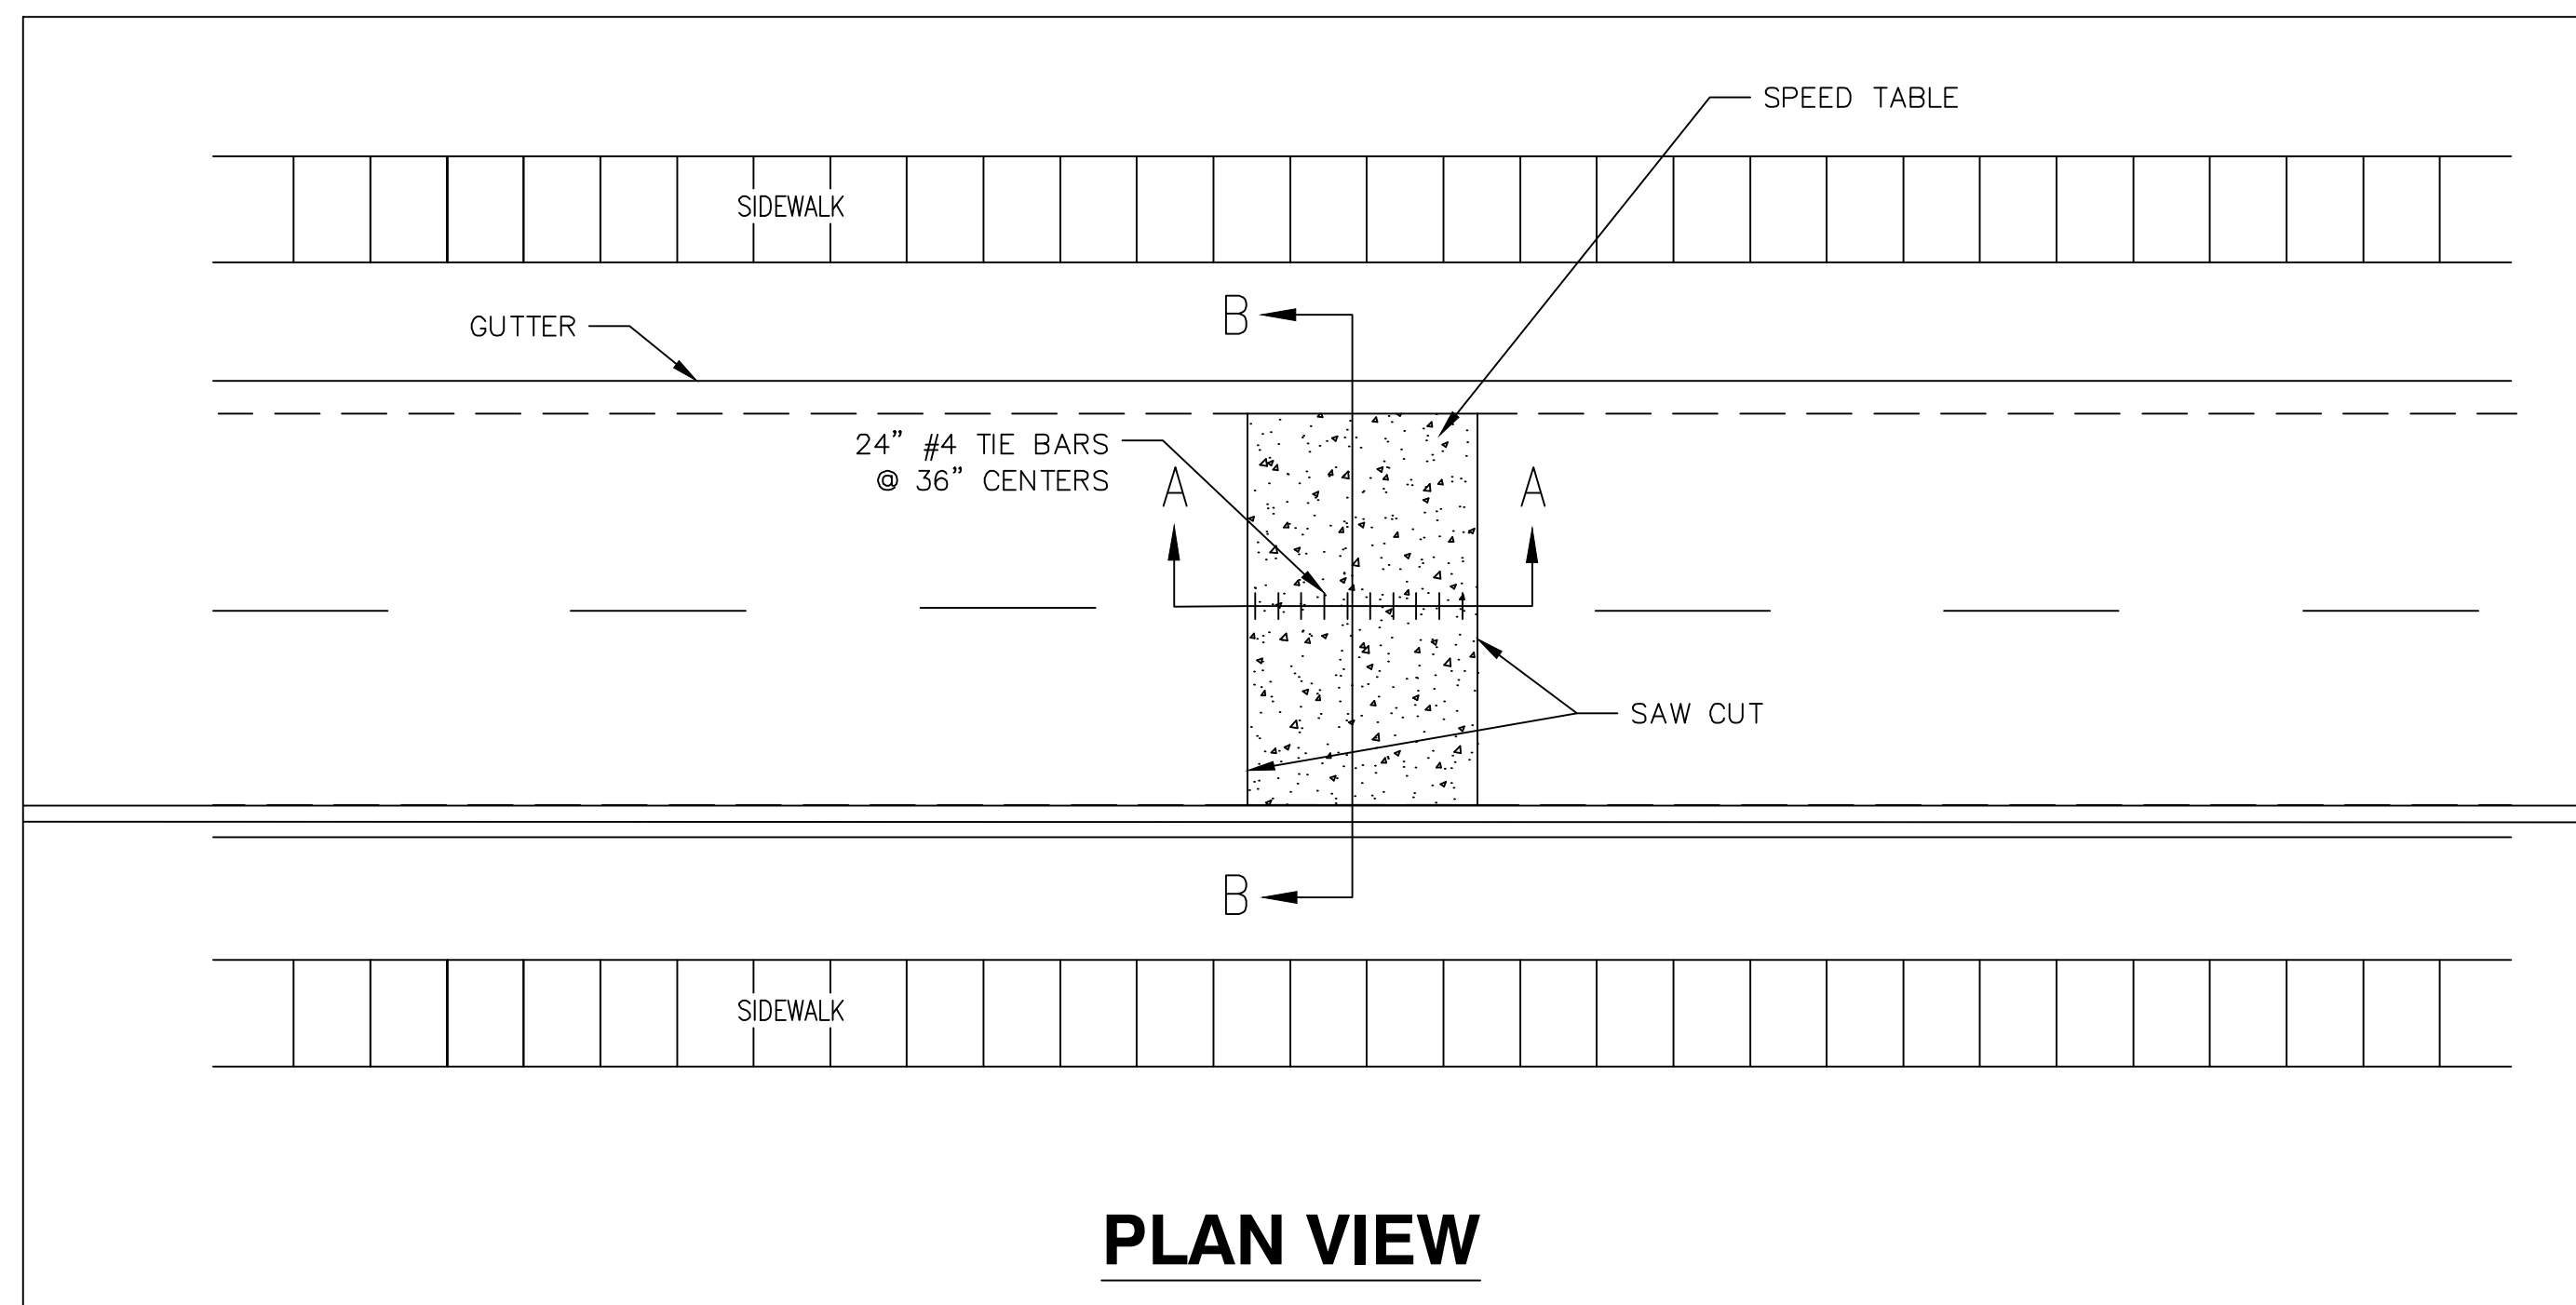 SPEED TABLE
SIDEWALK
B
GUTTER
24” #4 TIE BARS
@ 36” CENTERS
A
A
SAW CUT
B
SIDEWALK
PLAN VIEW